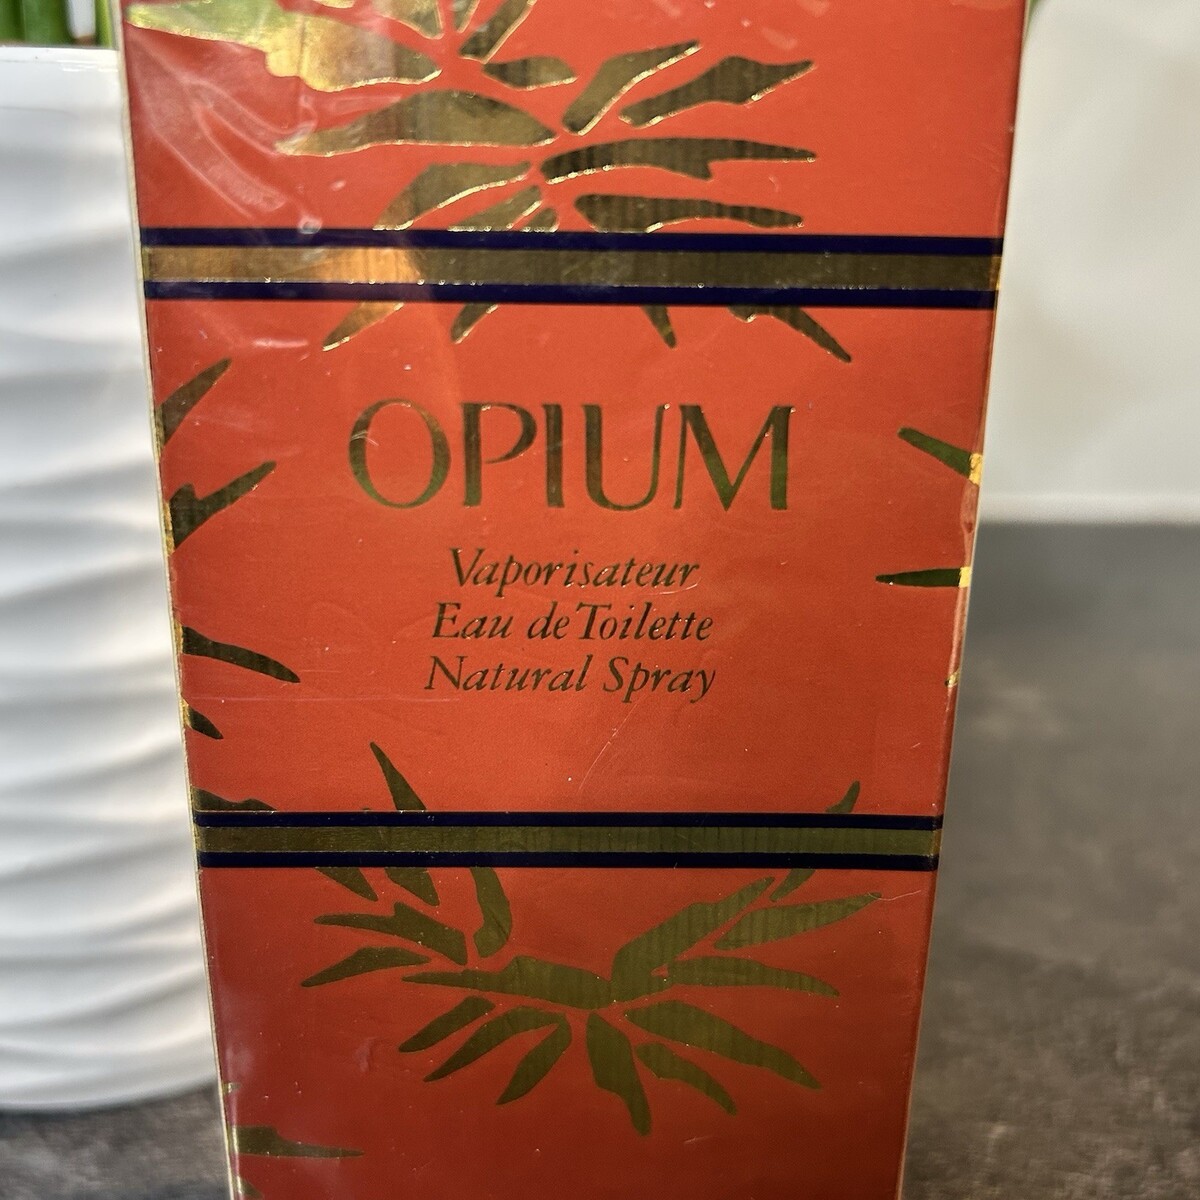 OPIUM
Vaporisateur
Eau de Toilette
Natural Spray